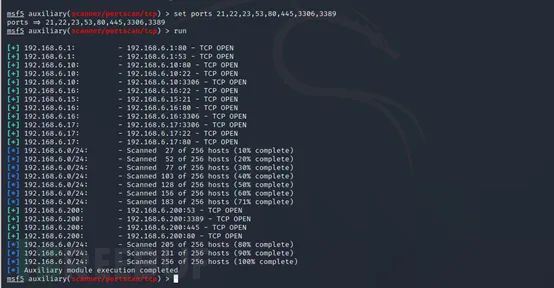 msf5 auxiliary(scanner/portscan/tcp) > set ports 21,22,23,53,80,445,3306,3389
ports => 21,22,23,53,80,445,3306,3389
msf5 auxiliary(scanner/portscan/tcp) > run
[+] 192.168.6.1: - 192.168.6.1:80 - TCP OPEN
[+] 192.168.6.1: - 192.168.6.1:53 - TCP OPEN
[+] 192.168.6.10: - 192.168.6.10:80 - TCP OPEN
[+] 192.168.6.10: - 192.168.6.10:22 - TCP OPEN
[+] 192.168.6.10: - 192.168.6.10:3306 - TCP OPEN
[+] 192.168.6.16: - 192.168.6.16:22 - TCP OPEN
[+] 192.168.6.15: - 192.168.6.15:21 - TCP OPEN
[+] 192.168.6.16: - 192.168.6.16:80 - TCP OPEN
[+] 192.168.6.16: - 192.168.6.16:3306 - TCP OPEN
[+] 192.168.6.17: - 192.168.6.17:3306 - TCP OPEN
[+] 192.168.6.17: - 192.168.6.17:22 - TCP OPEN
[+] 192.168.6.17: - 192.168.6.17:80 - TCP OPEN
[*] 192.168.6.0/24: - Scanned 27 of 256 hosts (10% complete)
[*] 192.168.6.0/24: - Scanned 52 of 256 hosts (20% complete)
[*] 192.168.6.0/24: - Scanned 77 of 256 hosts (30% complete)
[*] 192.168.6.0/24: - Scanned 103 of 256 hosts (40% complete)
[*] 192.168.6.0/24: - Scanned 128 of 256 hosts (50% complete)
[*] 192.168.6.0/24: - Scanned 156 of 256 hosts (60% complete)
[*] 192.168.6.0/24: - Scanned 183 of 256 hosts (71% complete)
[+] 192.168.6.200: - 192.168.6.200:53 - TCP OPEN
[+] 192.168.6.200: - 192.168.6.200:3389 - TCP OPEN
[+] 192.168.6.200: - 192.168.6.200:445 - TCP OPEN
[+] 192.168.6.200: - 192.168.6.200:80 - TCP OPEN
[*] 192.168.6.0/24: - Scanned 205 of 256 hosts (80% complete)
[*] 192.168.6.0/24: - Scanned 231 of 256 hosts (90% complete)
[*] 192.168.6.0/24: - Scanned 256 of 256 hosts (100% complete)
[*] Auxiliary module execution completed
msf5 auxiliary(scanner/portscan/tcp) >